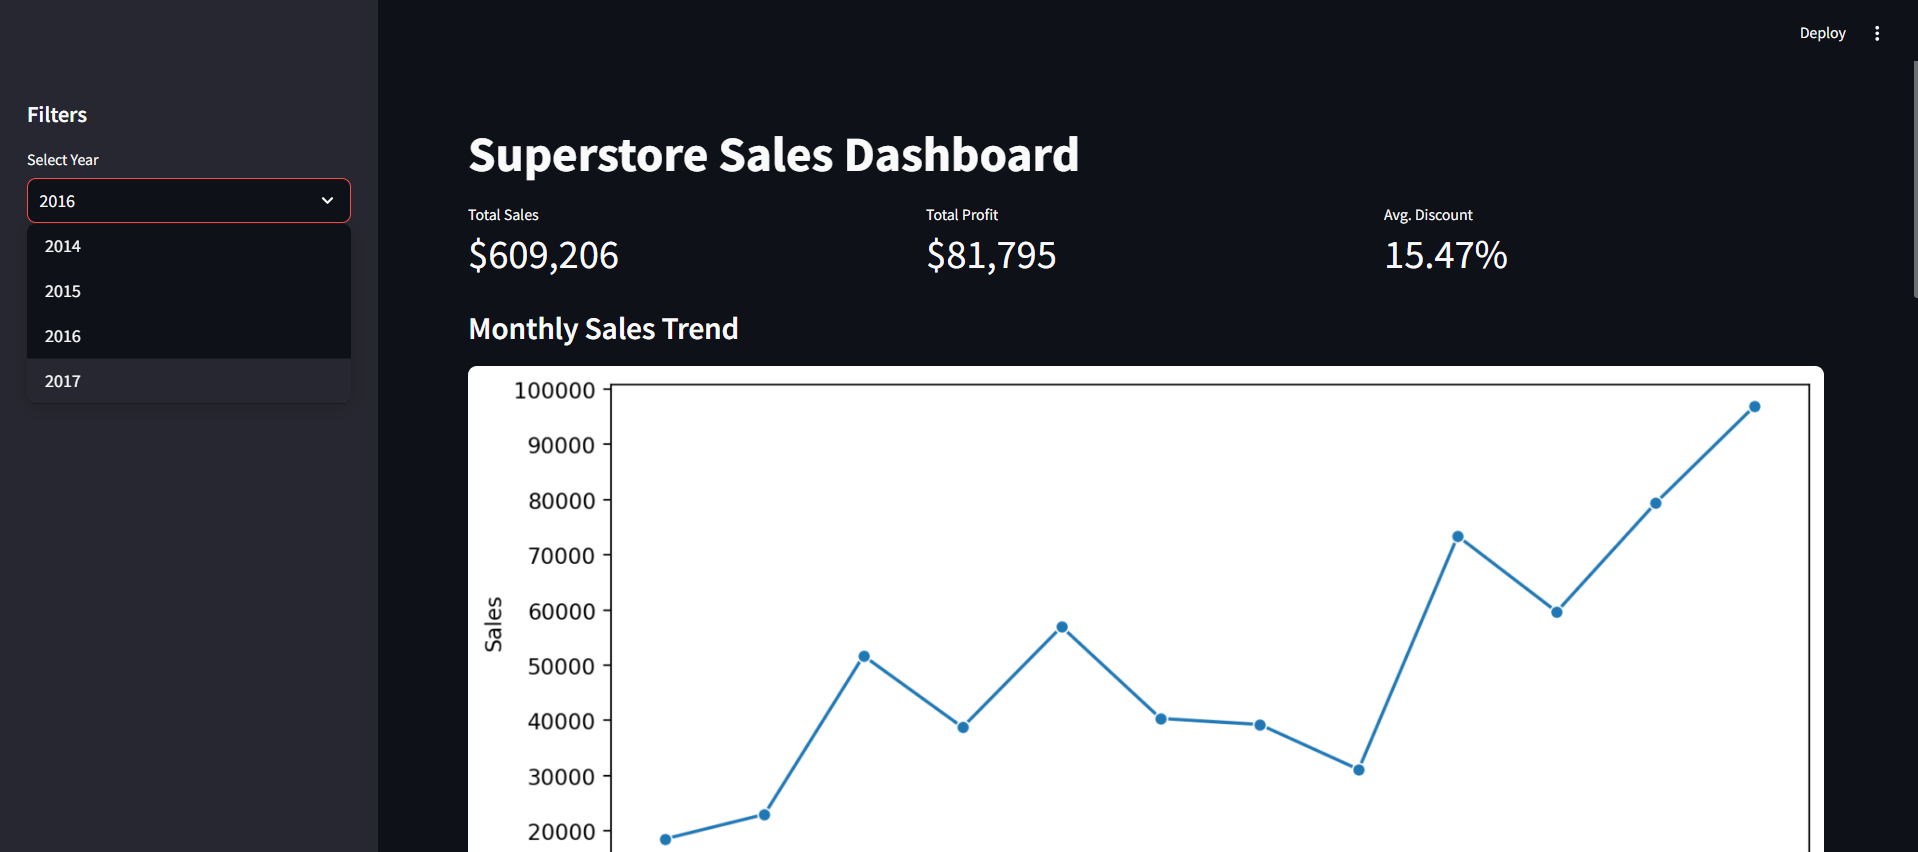 Deploy
Filters
Select Year
2016
2014
2015
2016
2017
Superstore Sales Dashboard
Total Sales
$609,206
Total Profit
$81,795
Avg. Discount
15.47%
Monthly Sales Trend
100000
90000
80000
70000
60000
50000
40000
30000
20000
Sales